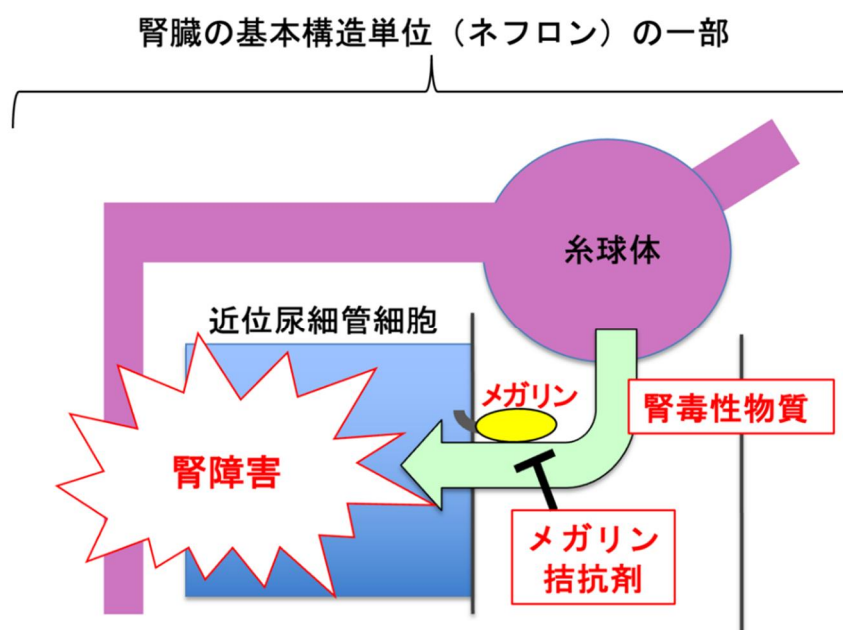 腎臓の基本構造単位（ネフロン）の一部
糸球体
近位尿細管細胞
メガリン
腎毒性物質
腎障害
メガリン
拮抗剤